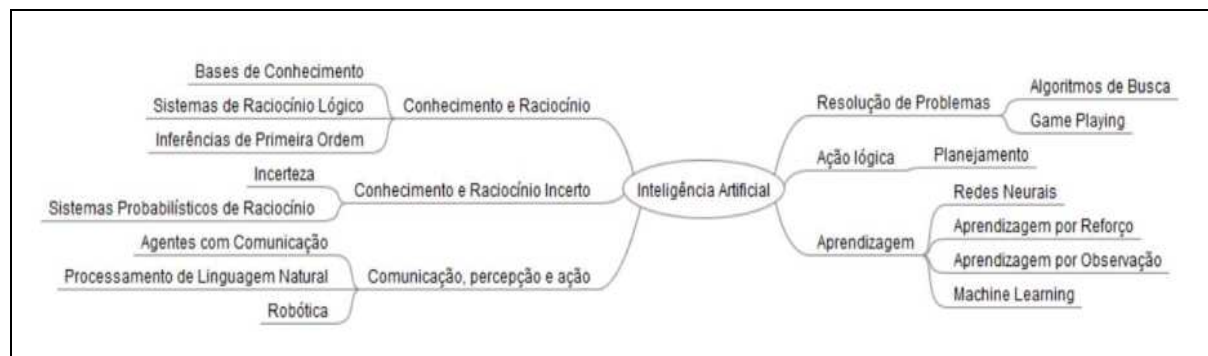 Bases de Conhecimento
Sistemas de Raciocínio Lógico
Inferências de Primeira Ordem
Conhecimento e Raciocínio
Incerteza
Sistemas Probabilísticos de Raciocínio
Conhecimento e Raciocínio Incerto
Agentes com Comunicação
Processamento de Linguagem Natural
Robótica
Comunicação, percepção e ação
Inteligência Artificial
Resolução de Problemas
Algoritmos de Busca
Game Playing
Ação lógica
Planejamento
Aprendizagem
Redes Neurais
Aprendizagem por Reforço
Aprendizagem por Observação
Machine Learning